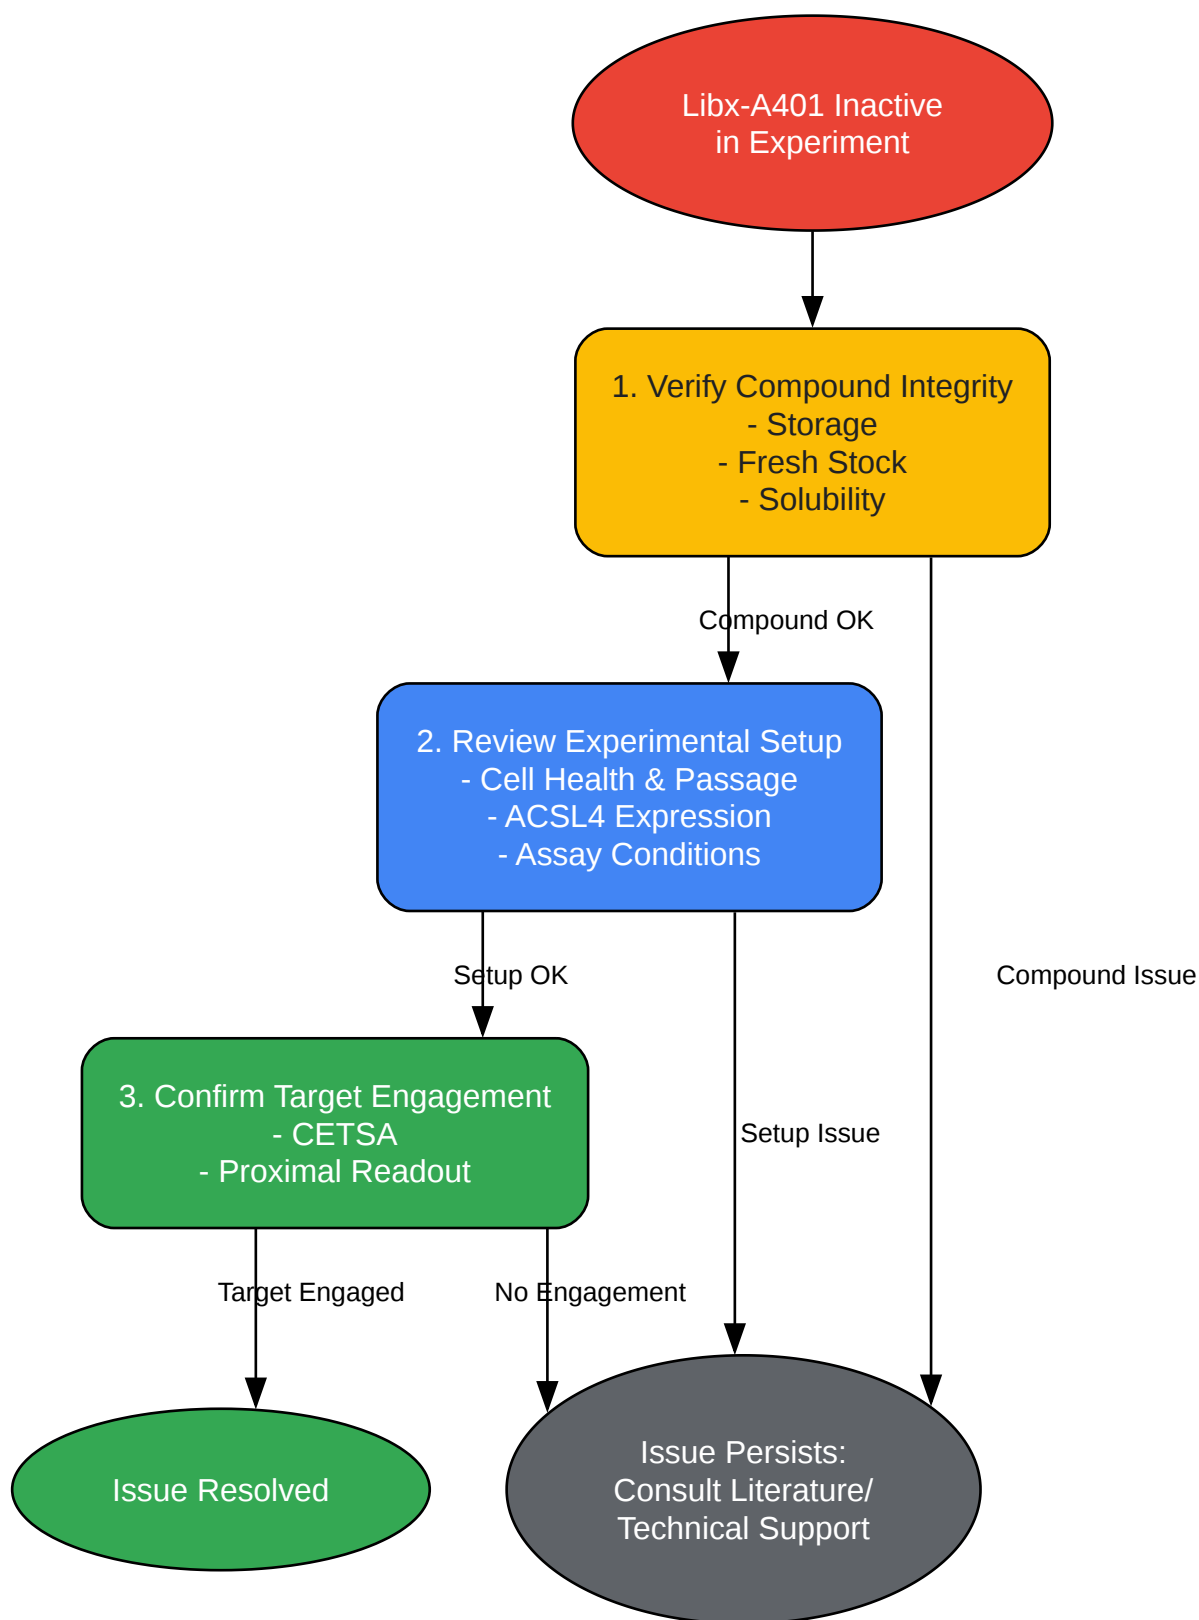 Libx-A401 Inactive
in Experiment
1. Verify Compound Integrity
- Storage
- Fresh Stock
- Solubility
Compound OK
2. Review Experimental Setup
- Cell Health & Passage
- ACSL4 Expression
- Assay Conditions
Setup OK
Compound Issue
3. Confirm Target Engagement
- CETSA
- Proximal Readout
Setup Issue
Target Engaged
No Engagement
Issue Resolved
Issue Persists:
Consult Literature/
Technical Support